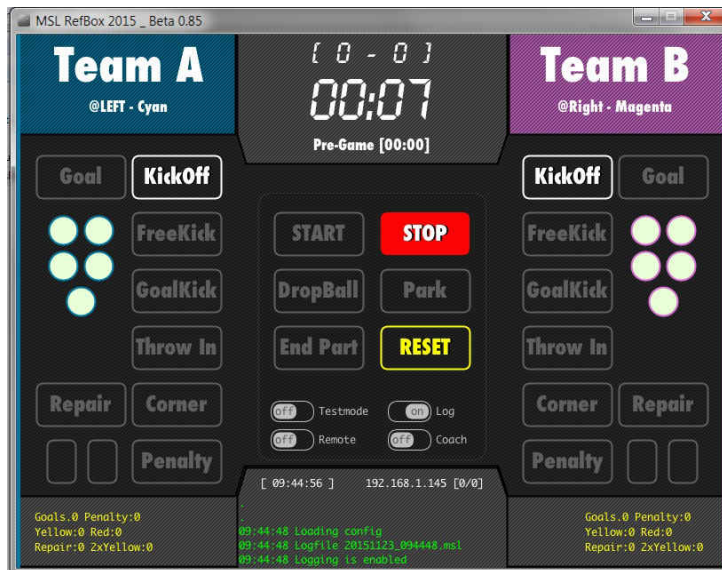 MSL RefBox 2015 _ Beta 0.85
Team A
@LEFT - Cyan
[ 0 - 0 ]
00:07
Pre-Game [00:00]
Team B
@Right - Magenta
Goal KickOff
FreeKick
GoalKick
Throw In
Repair Corner
Penalty
START STOP
DropBall Park
End Part RESET
off Testmode on Log
off Remote off Coach
KickOff Goal
FreeKick
GoalKick
Throw In
Corner Repair
Penalty
Goals.0 Penalty:0
Yellow:0 Red:0
Repair:0 2xYellow:0
[ 09:44:56 ] 192.168.1.145 [0/0]
.
.
09:44:48 Loading config
09:44:48 Logfile 20151123_094448.msl
09:44:48 Logging is enabled
Goals.0 Penalty:0
Yellow:0 Red:0
Repair:0 2xYellow:0